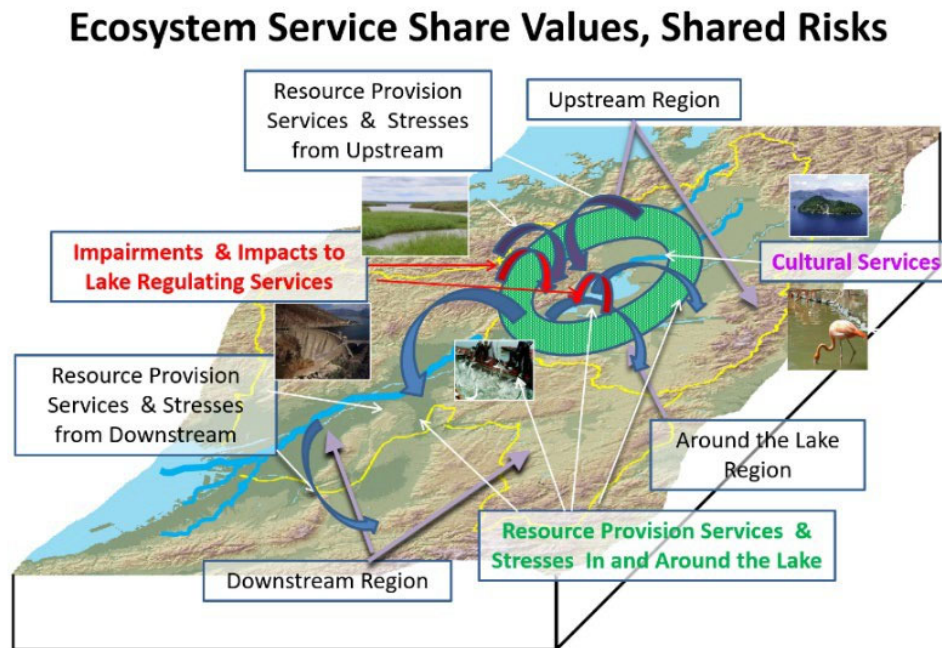 Ecosystem Service Share Values, Shared Risks
Resource Provision
Services & Stresses
from Upstream
Upstream Region
Impairments & Impacts to
Lake Regulating Services
Cultural Services
Resource Provision
Services & Stresses
from Downstream
Around the Lake
Region
Resource Provision Services &
Stresses In and Around the Lake
Downstream Region